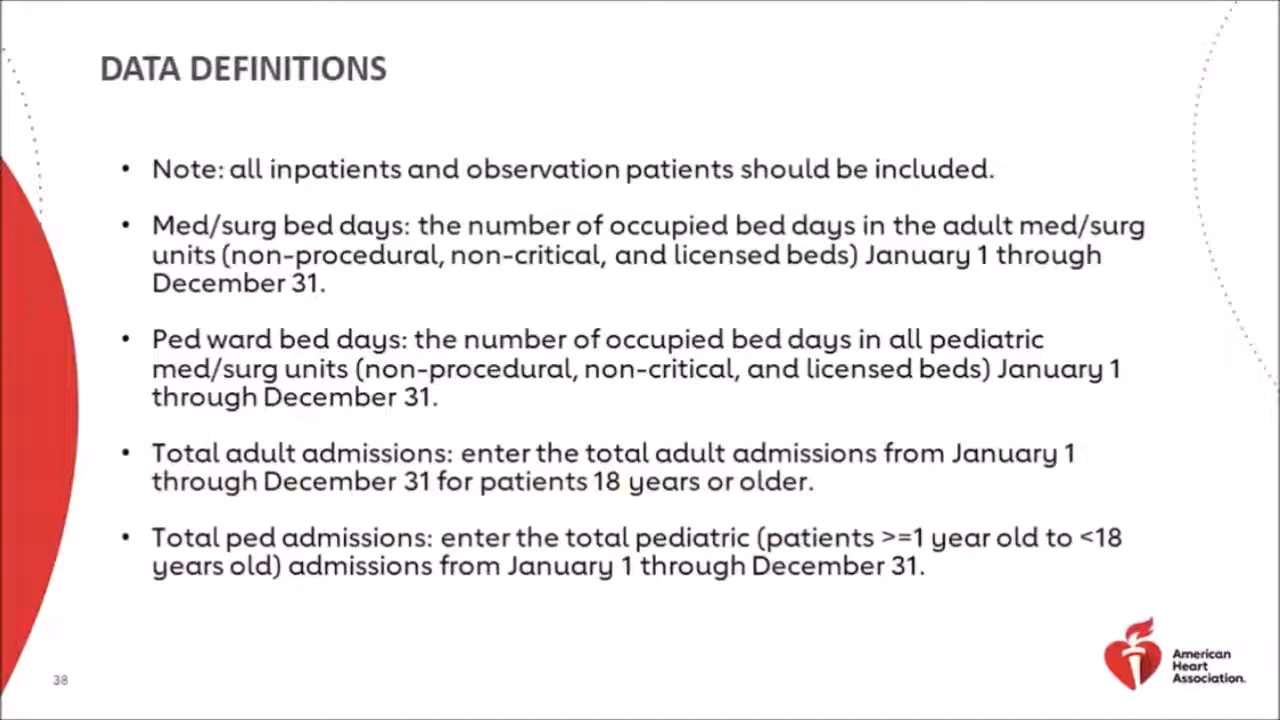 DATA DEFINITIONS
• Note: all inpatients and observation patients should be included.
• Med/surg bed days: the number of occupied bed days in the adult med/surg
units (non-procedural, non-critical, and licensed beds) January 1 through
December 31.
• Ped ward bed days: the number of occupied bed days in all pediatric
med/surg units (non-procedural, non-critical, and licensed beds) January 1
through December 31.
• Total adult admissions: enter the total adult admissions from January 1
through December 31 for patients 18 years or older.
• Total ped admissions: enter the total pediatric (patients >=1 year old to <18
years old) admissions from January 1 through December 31.
38
American
Heart
Association.